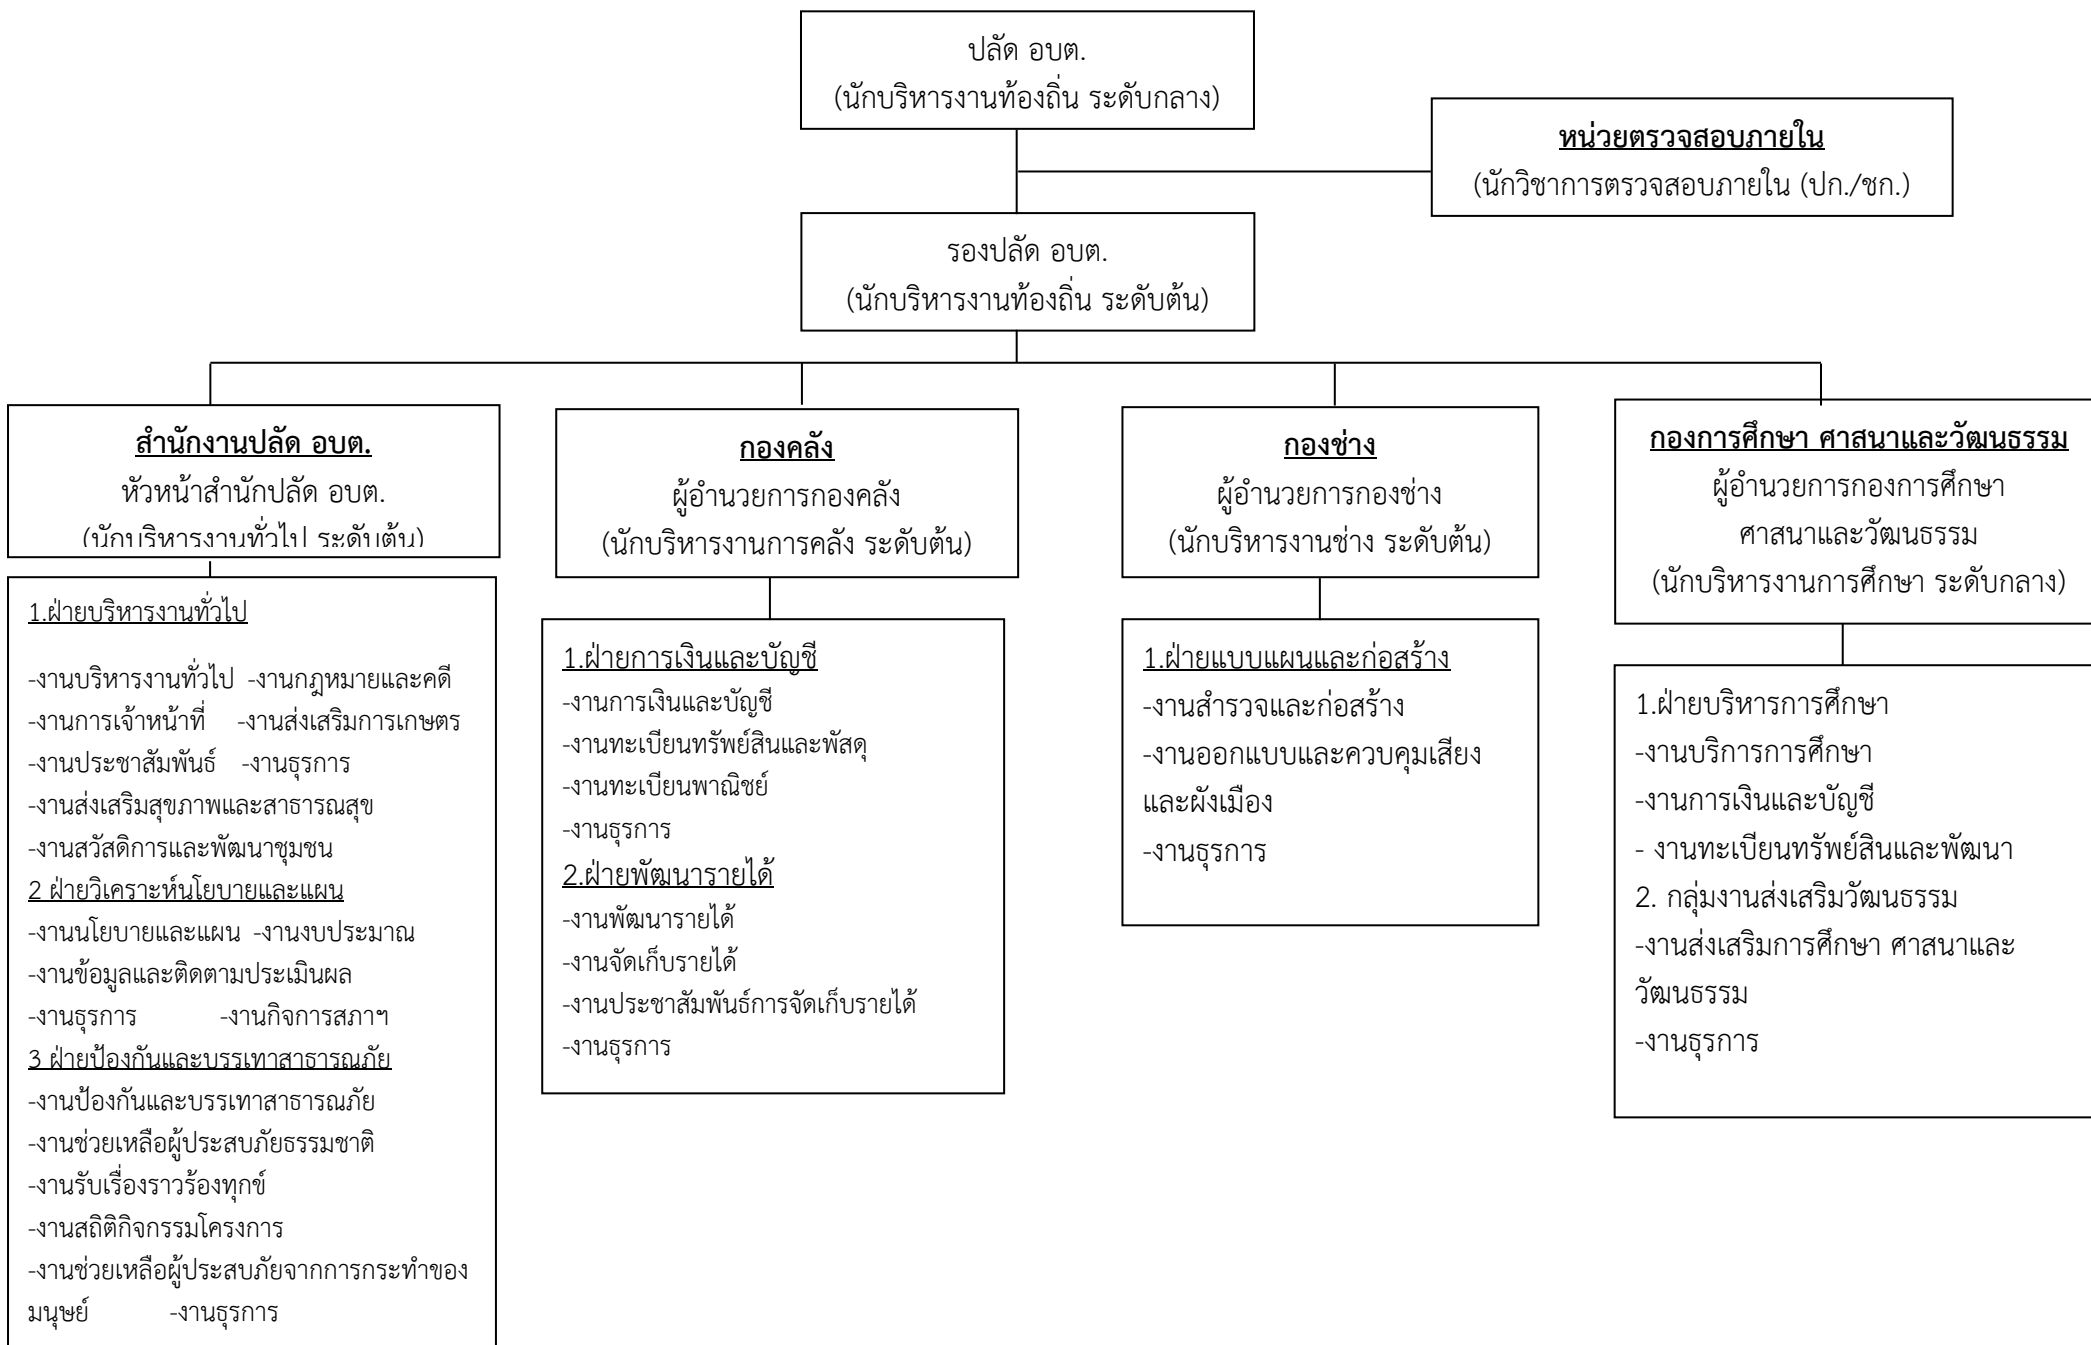 ปลัด อบต.
(นักบริหารงานท้องถิ่น ระดับกลาง)
หน่วยตรวจสอบภายใน
(นักวิชาการตรวจสอบภายใน (ปก./ชก.)
รองปลัด อบต.
(นักบริหารงานท้องถิ่น ระดับต้น)
สำนักงานปลัด อบต.
หัวหน้าสำนักปลัด อบต.
(นักบริหารงานทั่วไป ระดับต้น)
กองคลัง
ผู้อำนวยการกองคลัง
(นักบริหารงานการคลัง ระดับต้น)
กองช่าง
ผู้อำนวยการกองช่าง
(นักบริหารงานช่าง ระดับต้น)
กองการศึกษา ศาสนาและวัฒนธรรม
ผู้อำนวยการกองการศึกษา
ศาสนาและวัฒนธรรม
(นักบริหารงานการศึกษา ระดับกลาง)
1.ฝ่ายบริหารงานทั่วไป
-งานบริหารงานทั่วไป -งานกฎหมายและคดี
-งานการเจ้าหน้าที่ -งานส่งเสริมการเกษตร
-งานประชาสัมพันธ์ -งานธุรการ
-งานส่งเสริมสุขภาพและสาธารณสุข
-งานสวัสดิการและพัฒนาชุมชน
2 ฝ่ายวิเคราะห์นโยบายและแผน
-งานนโยบายและแผน -งานงบประมาณ
-งานข้อมูลและติดตามประเมินผล
-งานธุรการ -งานกิจการสภาฯ
3 ฝ่ายป้องกันและบรรเทาสาธารณภัย
-งานป้องกันและบรรเทาสาธารณภัย
-งานช่วยเหลือผู้ประสบภัยธรรมชาติ
-งานรับเรื่องราวร้องทุกข์
-งานสถิติกิจกรรมโครงการ
-งานช่วยเหลือผู้ประสบภัยจากการกระทำของ
มนุษย์ -งานธุรการ
1.ฝ่ายการเงินและบัญชี
-งานการเงินและบัญชี
-งานทะเบียนทรัพย์สินและพัสดุ
-งานทะเบียนพาณิชย์
-งานธุรการ
2.ฝ่ายพัฒนารายได้
-งานพัฒนารายได้
-งานจัดเก็บรายได้
-งานประชาสัมพันธ์การจัดเก็บรายได้
-งานธุรการ
1.ฝ่ายแบบแผนและก่อสร้าง
-งานสำรวจและก่อสร้าง
-งานออกแบบและควบคุมเสียง
และผังเมือง
-งานธุรการ
1.ฝ่ายบริหารการศึกษา
-งานบริการการศึกษา
-งานการเงินและบัญชี
- งานทะเบียนทรัพย์สินและพัฒนา
2. กลุ่มงานส่งเสริมวัฒนธรรม
-งานส่งเสริมการศึกษา ศาสนาและ
วัฒนธรรม
-งานธุรการ